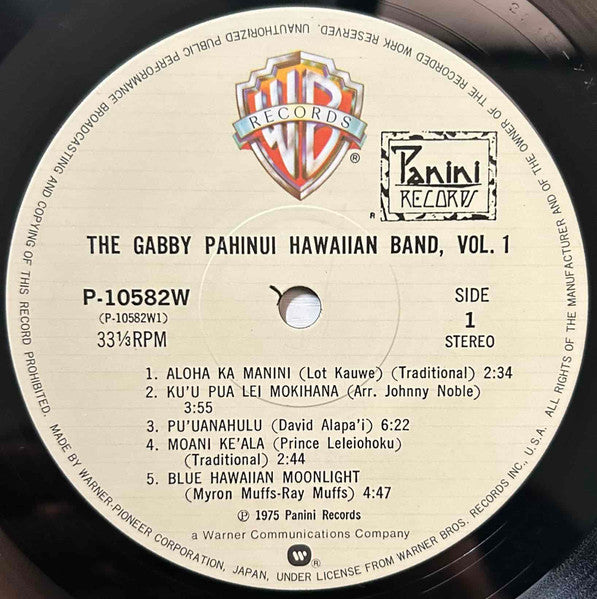 UNAUTHORIZED PUBLIC PERFORMANCE BROADCASTING AND COPYING OF THIS RECORD PROHIBITED. MADE BY WARNER-PIONEER CORPORATION, JAPAN, UNDER LICENSE FROM WARNER BROS. RECORDS INC., U.S.A. ALL RIGHTS OF THE MANUFACTURER AND OF THE OWNER OF THE RECORDED WORK RESERVED.
WB
RECORDS
®
Panini
RECORDS
R
THE GABBY PAHINUI HAWAIIAN BAND, VOL. 1
P-10582W
(P-10582W1)
33⅓RPM
SIDE
1
STEREO
1. ALOHA KA MANINI (Lot Kauwe) (Traditional) 2:34
2. KU'U PUA LEI MOKIHANA (Arr. Johnny Noble)
3:55
3. PU'UANAHULU (David Alapa'i) 6:22
4. MOANI KE'ALA (Prince Leleiohoku)
(Traditional) 2:44
5. BLUE HAWAIIAN MOONLIGHT
(Myron Muffs-Ray Muffs) 4:47
℗ 1975 Panini Records
a Warner Communications Company
W
®